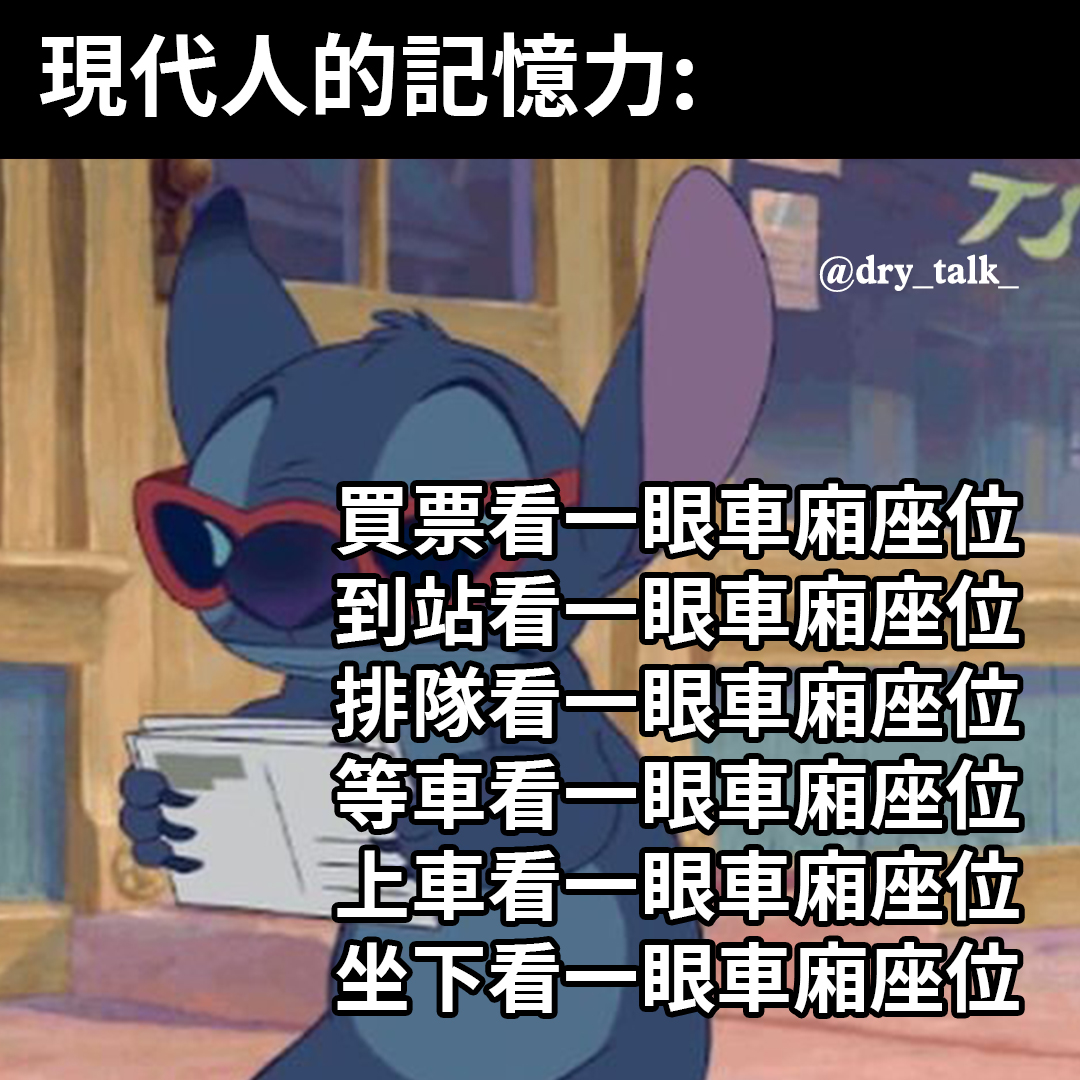 現代人的記憶力:
@dry_talk_
買票看一眼車廂座位
到站看一眼車廂座位
排隊看一眼車廂座位
等車看一眼車廂座位
上車看一眼車廂座位
坐下看一眼車廂座位